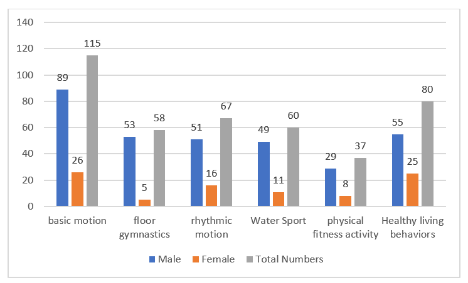 140
120
100
80
60
40
20
0
89
26
115
53
5
58
51
16
67
49
11
60
29
8
37
55
25
80
basic motion
floor
gymnastics
rhythmic
motion
Water Sport
physical
fitness activity
Healthy living
behaviors
Male
Female
Total Numbers